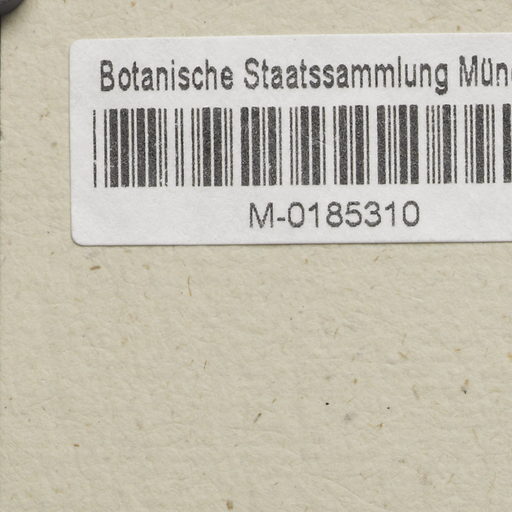 Botanische Staatssammlung Mün
M-0185310